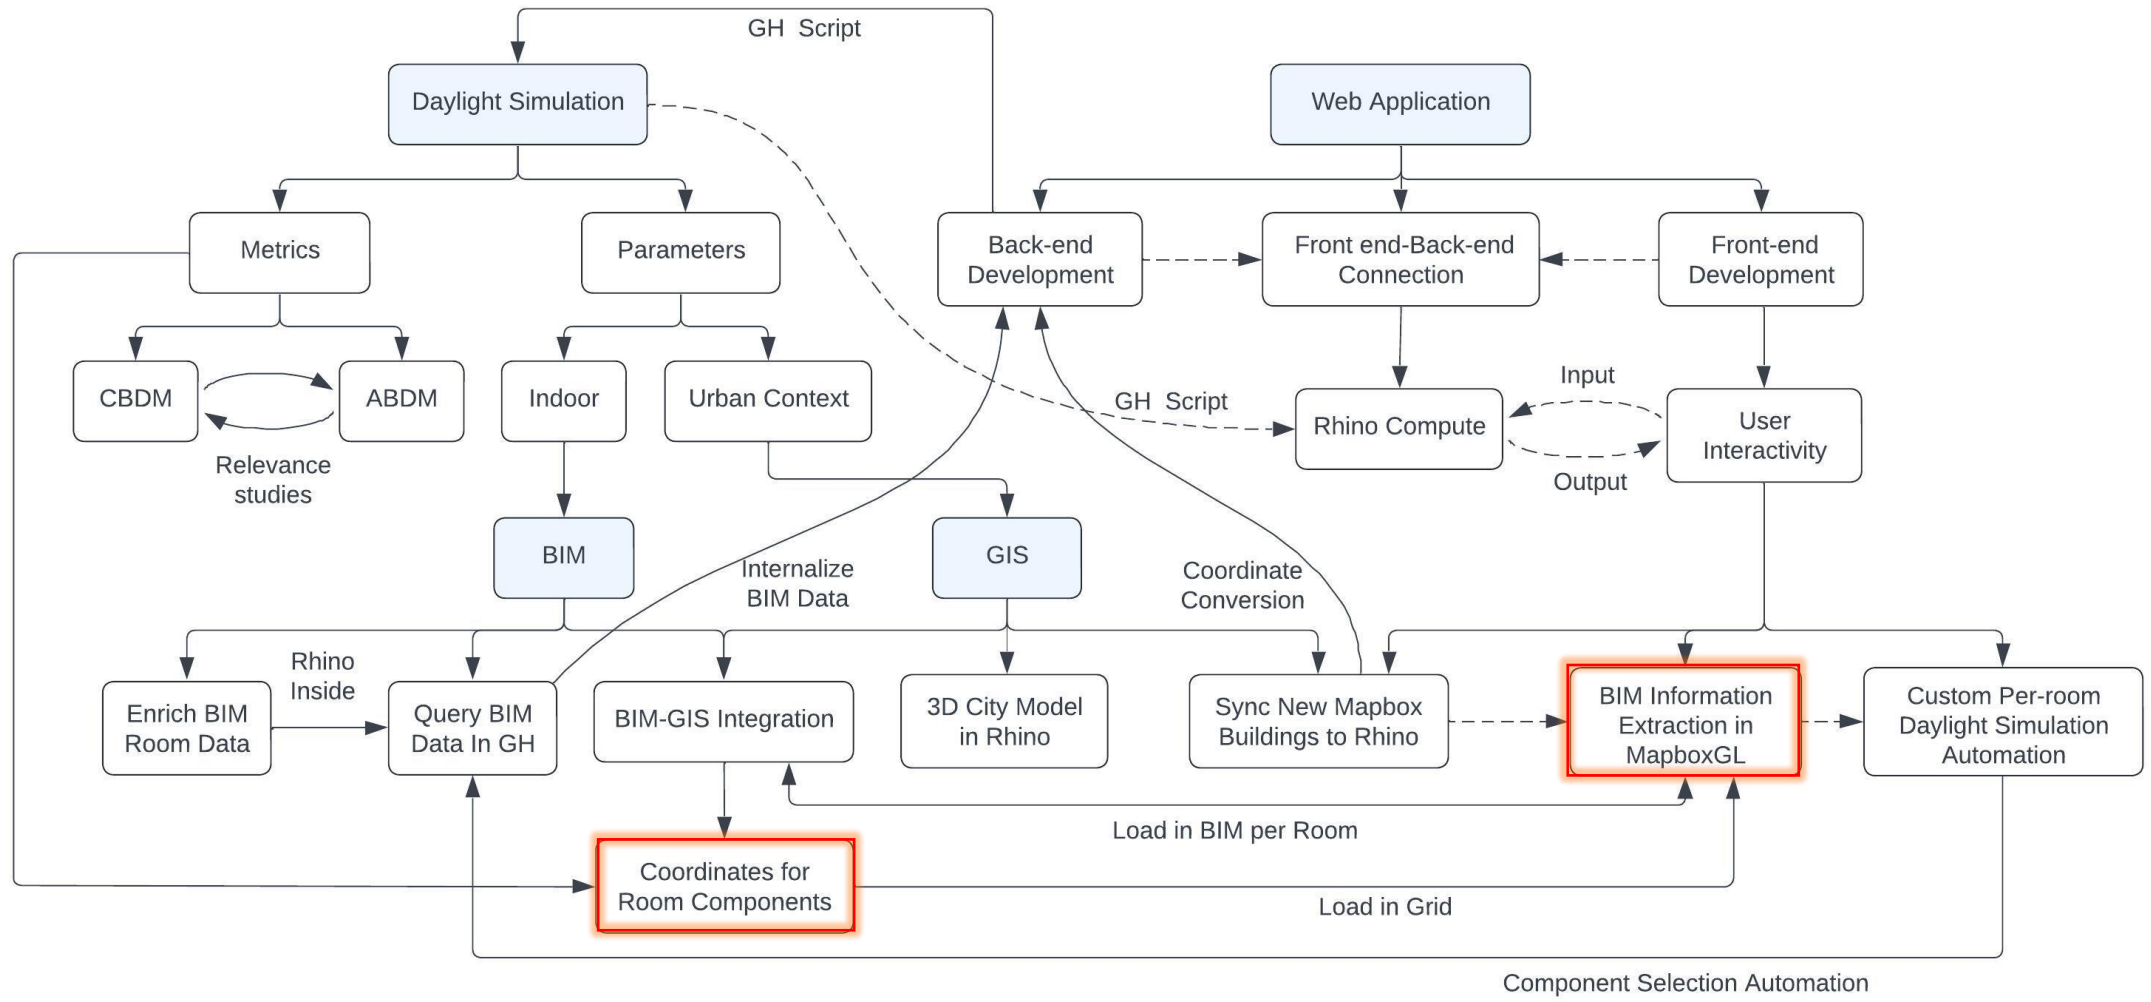 GH Script
Daylight Simulation
Web Application
Metrics
Parameters
Back-end
Development
Front end-Back-end
Connection
Front-end
Development
CBDM
ABDM
Indoor
Urban Context
GH Script
Rhino Compute
Input
User
Interactivity
Output
Relevance
studies
BIM
GIS
Internalize
BIM Data
Coordinate
Conversion
Rhino
Inside
Enrich BIM
Room Data
Query BIM
Data In GH
BIM-GIS Integration
3D City Model
in Rhino
Sync New Mapbox
Buildings to Rhino
BIM Information
Extraction in
MapboxGL
Custom Per-room
Daylight Simulation
Automation
Load in BIM per Room
Coordinates for
Room Components
Load in Grid
Component Selection Automation